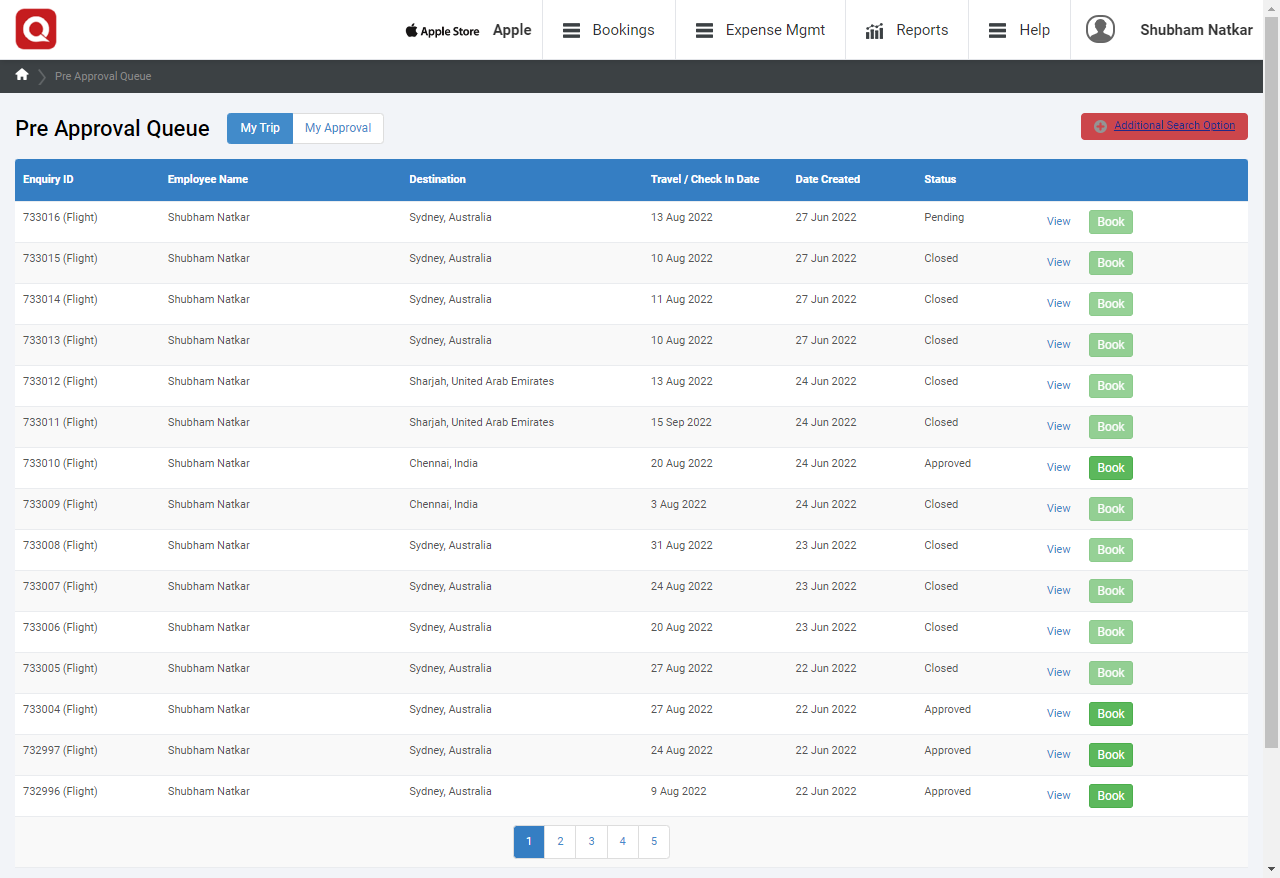 Apple Store Apple Bookings Expense Mgmt Reports Help Shubham Natkar
Pre Approval Queue
Pre Approval Queue My Trip My Approval Additional Search Option
Enquiry ID Employee Name Destination Travel / Check In Date Date Created Status
733016 (Flight) Shubham Natkar Sydney, Australia 13 Aug 2022 27 Jun 2022 Pending View Book
733015 (Flight) Shubham Natkar Sydney, Australia 10 Aug 2022 27 Jun 2022 Closed View Book
733014 (Flight) Shubham Natkar Sydney, Australia 11 Aug 2022 27 Jun 2022 Closed View Book
733013 (Flight) Shubham Natkar Sydney, Australia 10 Aug 2022 27 Jun 2022 Closed View Book
733012 (Flight) Shubham Natkar Sharjah, United Arab Emirates 13 Aug 2022 24 Jun 2022 Closed View Book
733011 (Flight) Shubham Natkar Sharjah, United Arab Emirates 15 Sep 2022 24 Jun 2022 Closed View Book
733010 (Flight) Shubham Natkar Chennai, India 20 Aug 2022 24 Jun 2022 Approved View Book
733009 (Flight) Shubham Natkar Chennai, India 3 Aug 2022 24 Jun 2022 Closed View Book
733008 (Flight) Shubham Natkar Sydney, Australia 31 Aug 2022 23 Jun 2022 Closed View Book
733007 (Flight) Shubham Natkar Sydney, Australia 24 Aug 2022 23 Jun 2022 Closed View Book
733006 (Flight) Shubham Natkar Sydney, Australia 20 Aug 2022 23 Jun 2022 Closed View Book
733005 (Flight) Shubham Natkar Sydney, Australia 27 Aug 2022 22 Jun 2022 Closed View Book
733004 (Flight) Shubham Natkar Sydney, Australia 27 Aug 2022 22 Jun 2022 Approved View Book
732997 (Flight) Shubham Natkar Sydney, Australia 24 Aug 2022 22 Jun 2022 Approved View Book
732996 (Flight) Shubham Natkar Sydney, Australia 9 Aug 2022 22 Jun 2022 Approved View Book
1 2 3 4 5